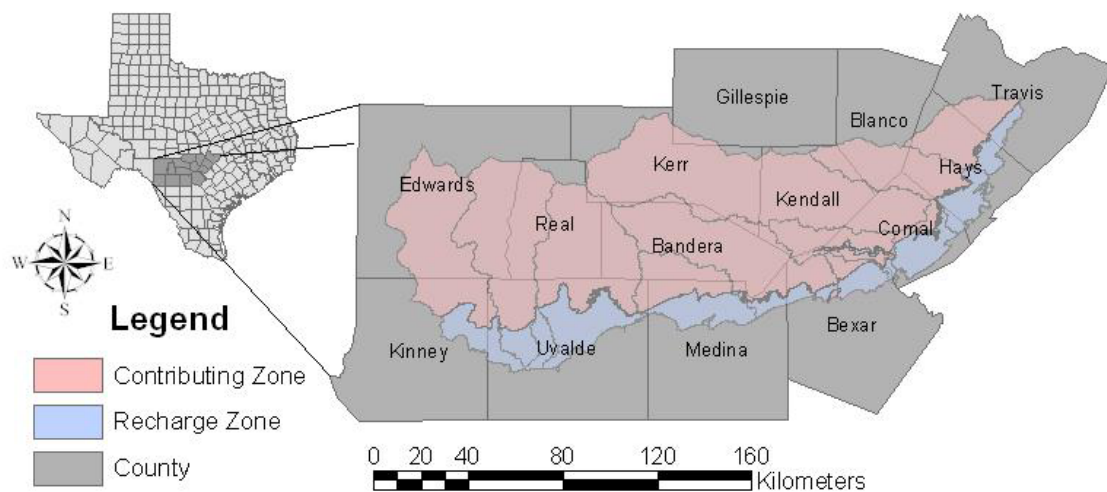 Gillespie
Travis
Blanco
Kerr
Hays
Edwards
Kendall
Real
Comal
Bandera
N
W E
S
Legend
Bexar
Kinney
Uvalde
Medina
Contributing Zone
Recharge Zone
County
0 20 40 80 120 160
Kilometers